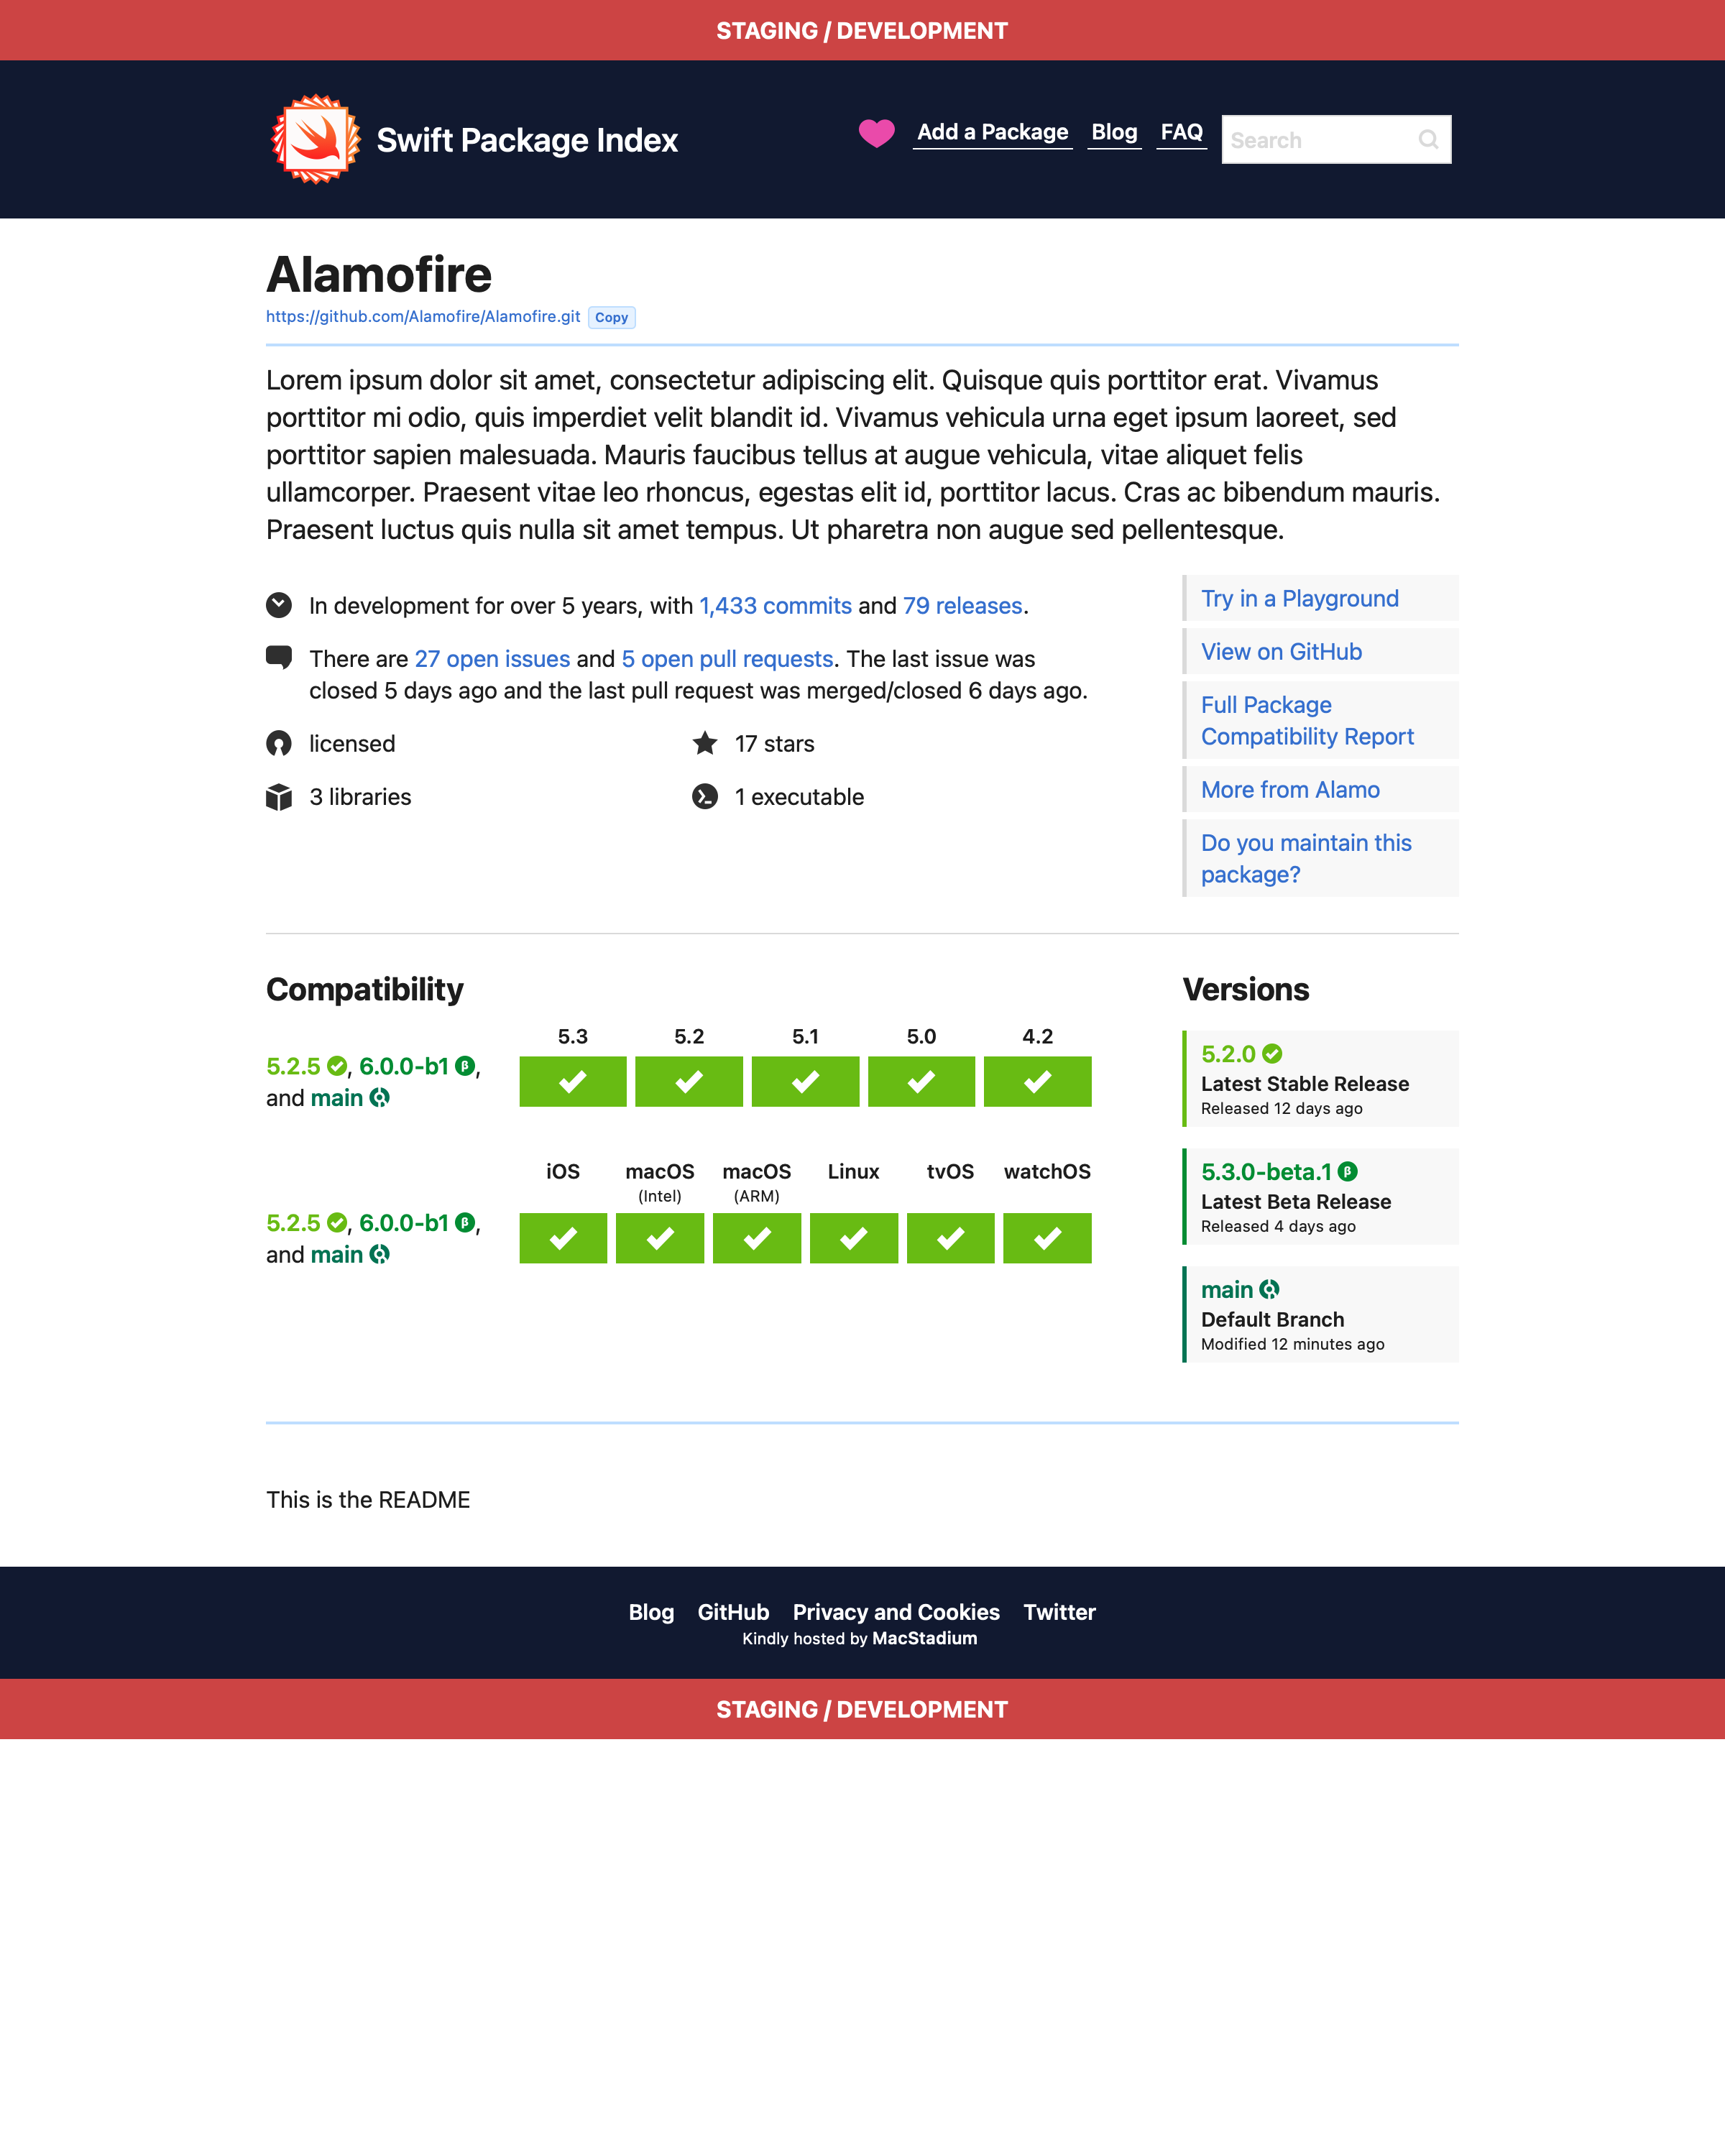 STAGING / DEVELOPMENT
Swift Package Index
Add a Package
Blog
FAQ
Search
Alamofire
https://github.com/Alamofire/Alamofire.git
Copy
Lorem ipsum dolor sit amet, consectetur adipiscing elit. Quisque quis porttitor erat. Vivamus
porttitor mi odio, quis imperdiet velit blandit id. Vivamus vehicula urna eget ipsum laoreet, sed
porttitor sapien malesuada. Mauris faucibus tellus at augue vehicula, vitae aliquet felis
ullamcorper. Praesent vitae leo rhoncus, egestas elit id, porttitor lacus. Cras ac bibendum mauris.
Praesent luctus quis nulla sit amet tempus. Ut pharetra non augue sed pellentesque.
In development for over 5 years, with 1,433 commits and 79 releases.
There are 27 open issues and 5 open pull requests. The last issue was
closed 5 days ago and the last pull request was merged/closed 6 days ago.
licensed
17 stars
3 libraries
1 executable
Try in a Playground
View on GitHub
Full Package
Compatibility Report
More from Alamo
Do you maintain this
package?
Compatibility
5.3 5.2 5.1 5.0 4.2
5.2.5, 6.0.0-b1 β,
and main
iOS macOS (Intel) macOS (ARM) Linux tvOS watchOS
5.2.5, 6.0.0-b1 β,
and main
Versions
5.2.0
Latest Stable Release
Released 12 days ago
5.3.0-beta.1 β
Latest Beta Release
Released 4 days ago
main
Default Branch
Modified 12 minutes ago
This is the README
Blog GitHub Privacy and Cookies Twitter
Kindly hosted by MacStadium
STAGING / DEVELOPMENT